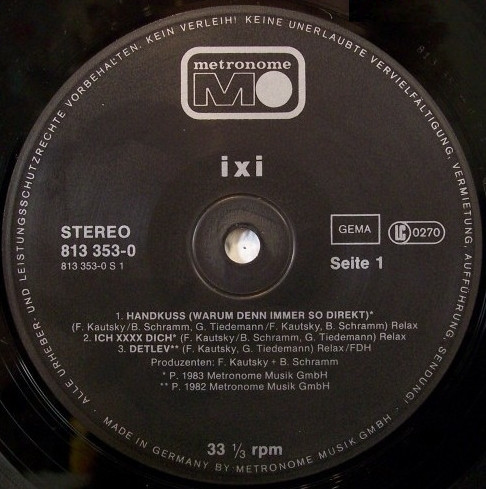 ALLE URHEBER- UND LEISTUNGSSCHUTZRECHTE VORBEHALTEN. KEIN VERLEIH! KEINE UNERLAUBTE VERVIELFÄLTIGUNG, VERMIETUNG, AUFFÜHRUNG, SENDUNG!
metronome
M
ixi
STEREO
813 353-0
813 353-0 S 1
GEMA
LC 0270
Seite 1
1. HANDKUSS (WARUM DENN IMMER SO DIREKT)*
(F. Kautsky/B. Schramm, G. Tiedemann/F. Kautsky, B. Schramm) Relax
2. ICH XXXX DICH* (F. Kautsky/B. Schramm, G. Tiedemann) Relax
3. DETLEV** (F. Kautsky, G. Tiedemann) Relax/FDH
Produzenten: F. Kautsky + B. Schramm
* P. 1983 Metronome Musik GmbH
** P. 1982 Metronome Musik GmbH
33 1/3 rpm
· MADE IN GERMANY BY METRONOME MUSIK GMBH ·